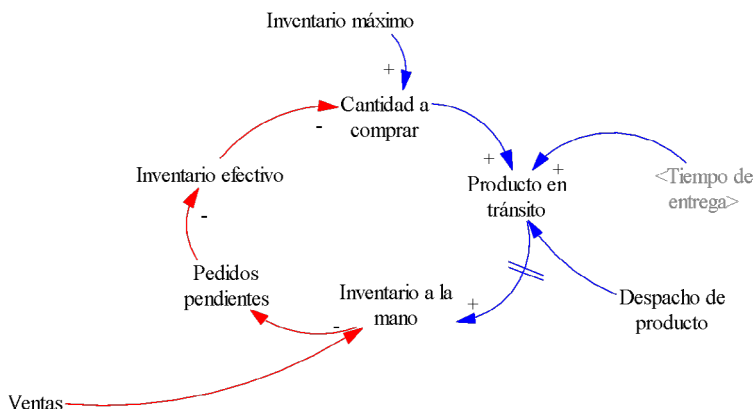 Inventario máximo
+
Cantidad a
comprar
-
Inventario efectivo
+
+
Producto en
tránsito
<Tiempo de
entrega>
-
Pedidos
pendientes
Inventario a la
mano
+
-
Despacho de
producto
Ventas